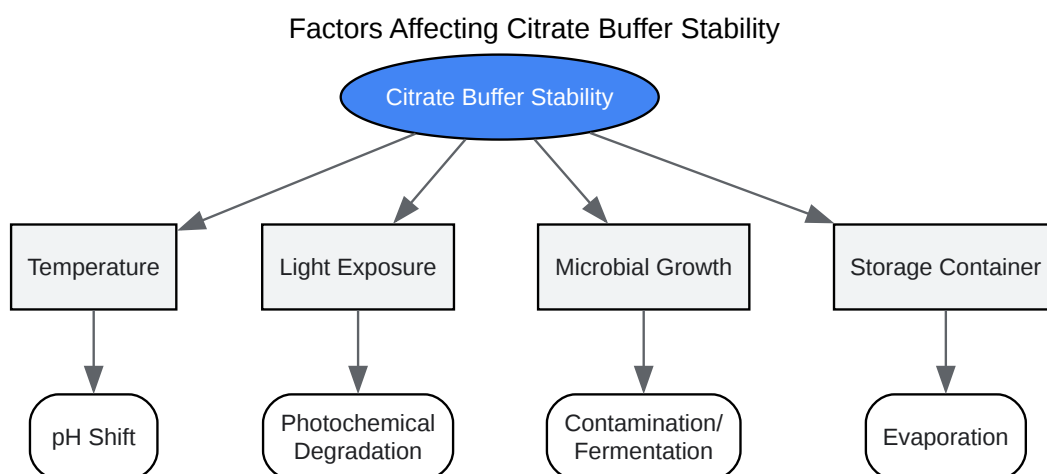 Factors Affecting Citrate Buffer Stability
Citrate Buffer Stability
Temperature
Light Exposure
Microbial Growth
Storage Container
pH Shift
Photochemical
Degradation
Contamination/
Fermentation
Evaporation